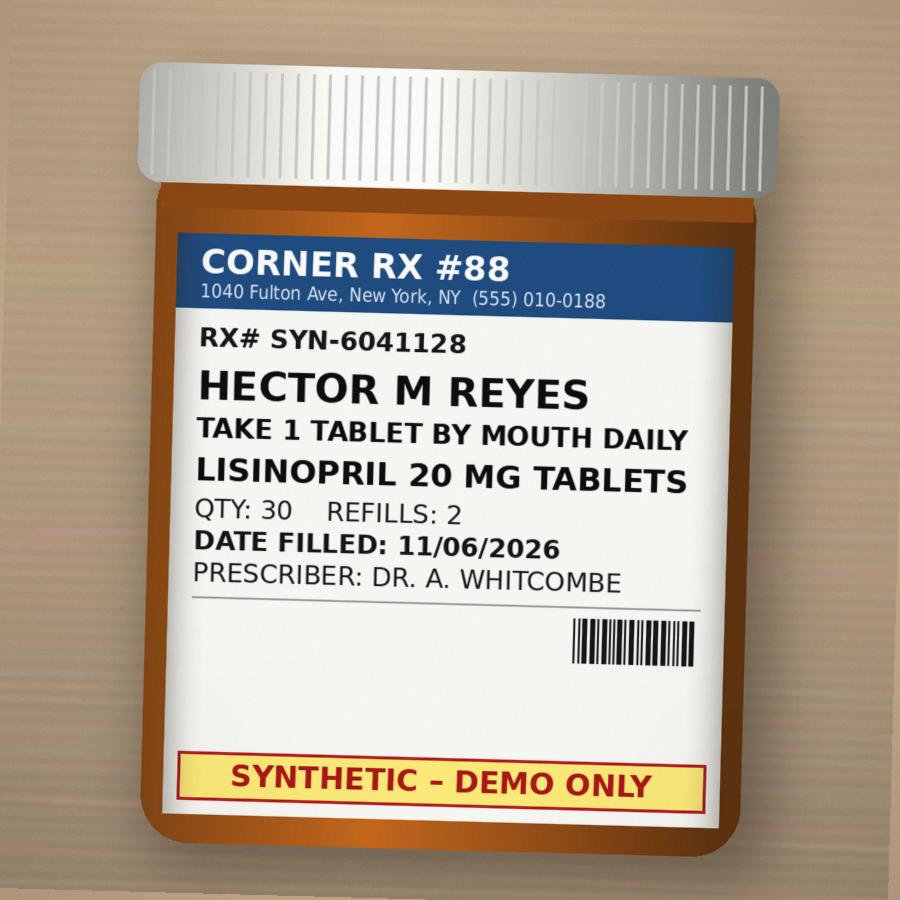 CORNER RX #88
1040 Fulton Ave, New York, NY (555) 010-0188
RX# SYN-6041128
HECTOR M REYES
TAKE 1 TABLET BY MOUTH DAILY
LISINOPRIL 20 MG TABLETS
QTY: 30 REFILLS: 2
DATE FILLED: 11/06/2026
PRESCRIBER: DR. A. WHITCOMBE
SYNTHETIC – DEMO ONLY